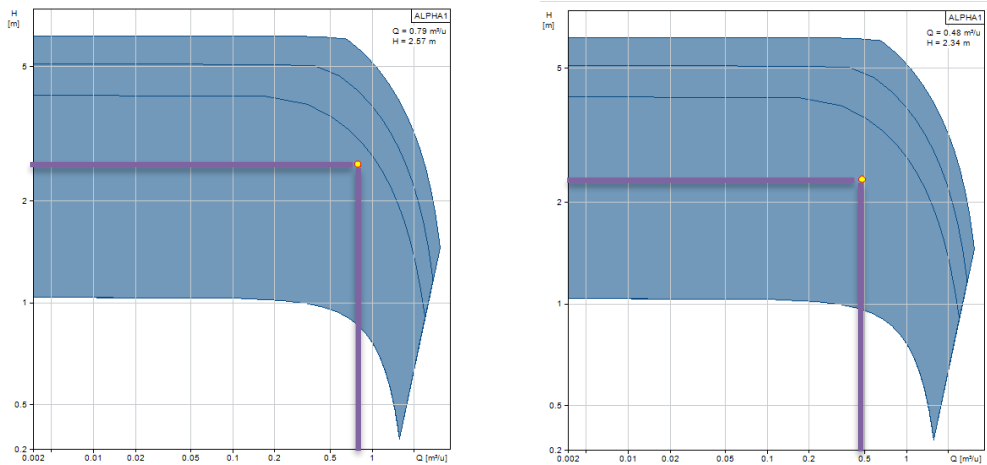 H
[m]
ALPHA1
Q = 0.79 m³/u
H = 2.57 m
5
2
1
0.5
0.2
0.002
0.01
0.02
0.05
0.1
0.2
0.5
1
Q [m³/u]
H
[m]
ALPHA1
Q = 0.48 m³/u
H = 2.34 m
5
2
1
0.5
0.2
0.002
0.01
0.02
0.05
0.1
0.2
0.5
1
Q [m³/u]